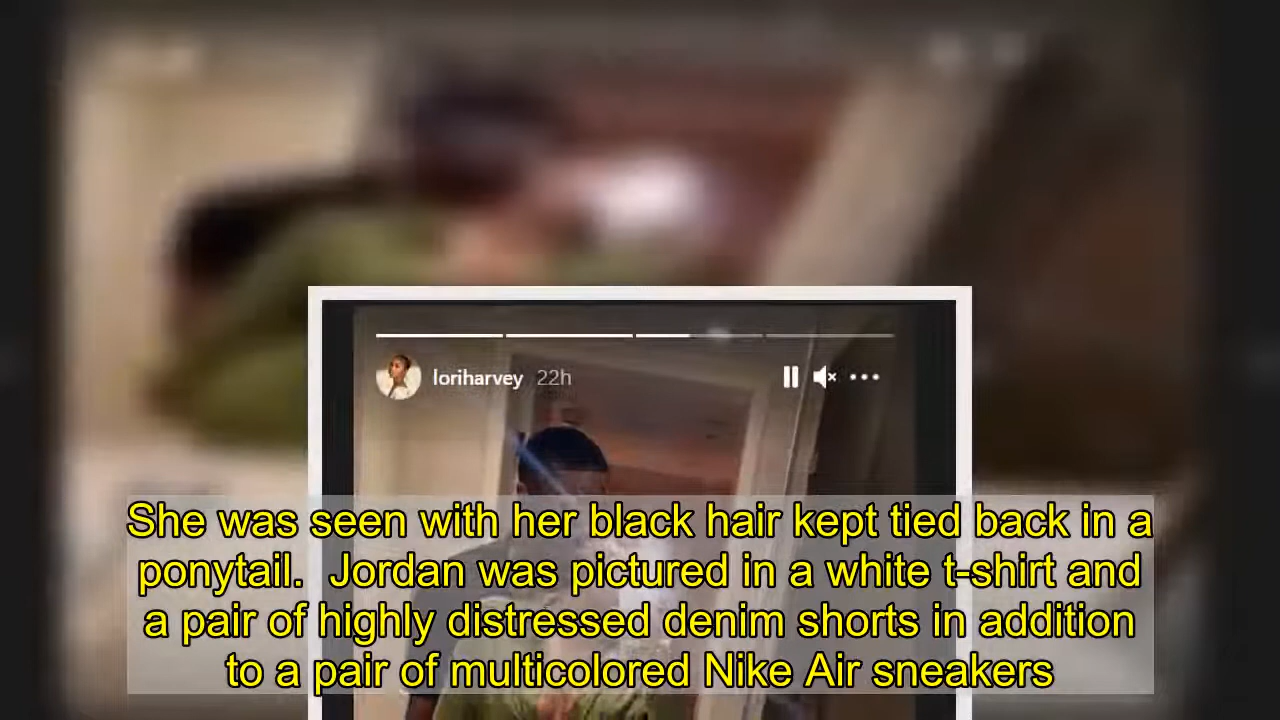 loriharvey 22h
She was seen with her black hair kept tied back in a
ponytail.  Jordan was pictured in a white t-shirt and
a pair of highly distressed denim shorts in addition
to a pair of multicolored Nike Air sneakers